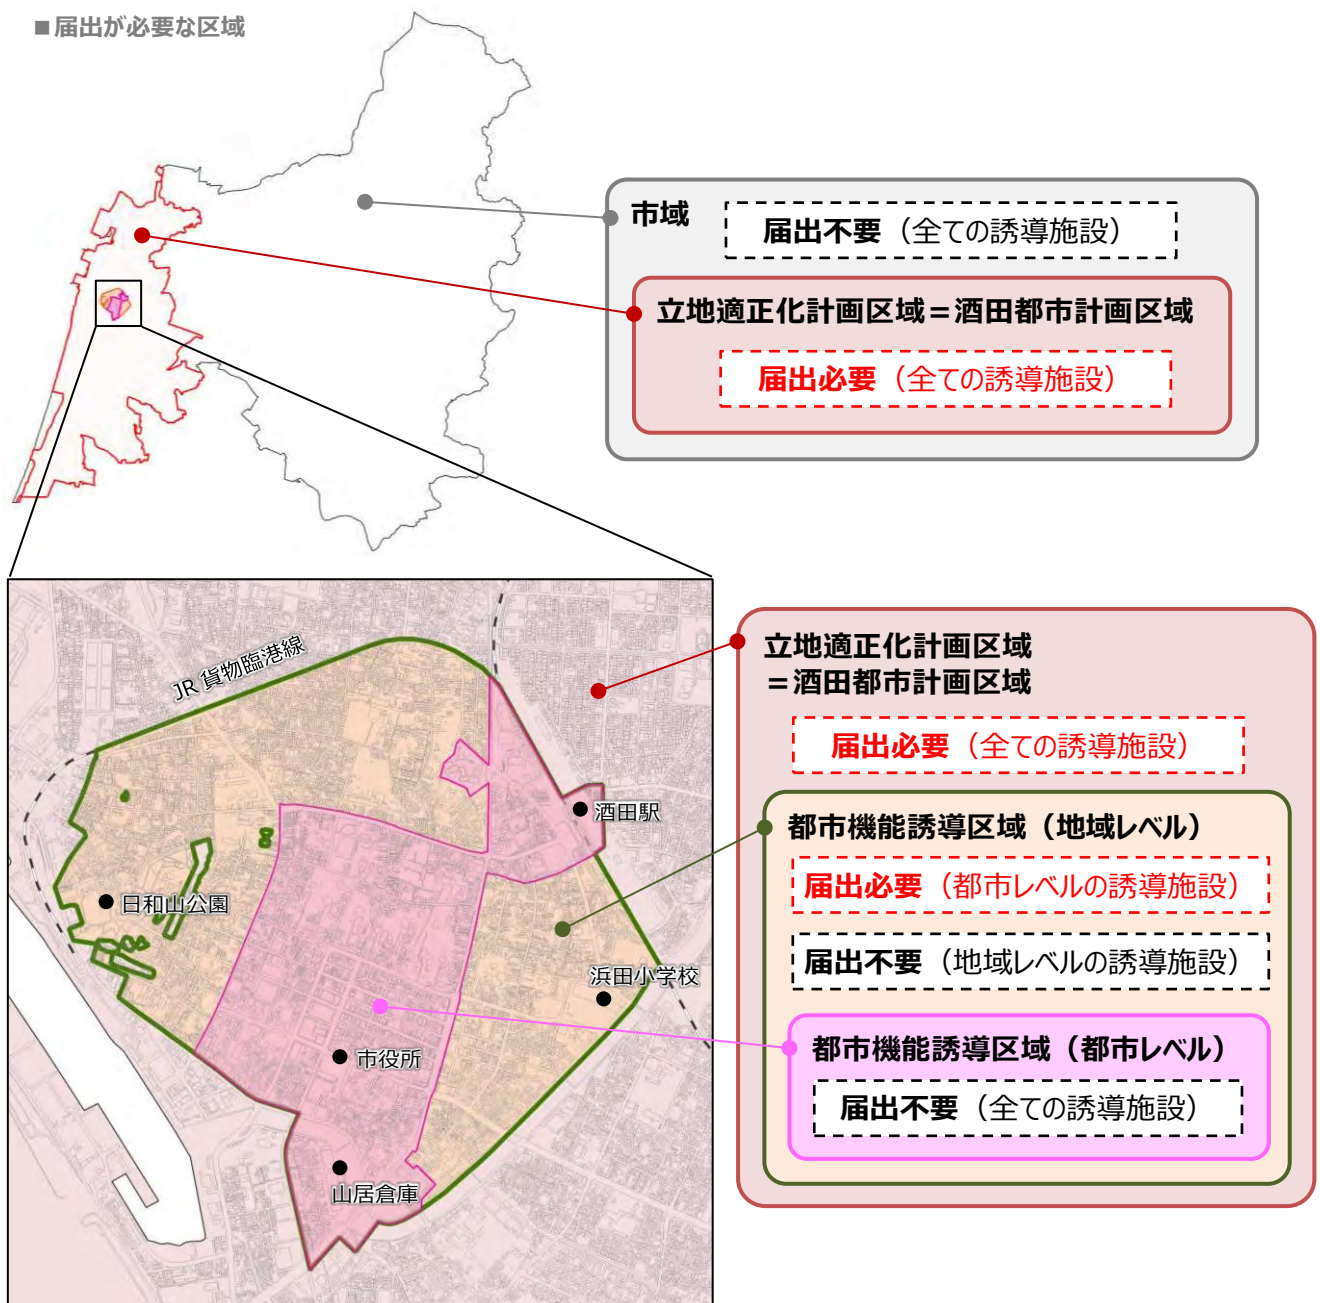 ■届出が必要な区域
市域
届出不要（全ての誘導施設）
立地適正化計画区域＝酒田都市計画区域
届出必要（全ての誘導施設）
JR 貨物臨港線
酒田駅
日和山公園
浜田小学校
市役所
山居倉庫
立地適正化計画区域
＝酒田都市計画区域
届出必要（全ての誘導施設）
都市機能誘導区域（地域レベル）
届出必要（都市レベルの誘導施設）
届出不要（地域レベルの誘導施設）
都市機能誘導区域（都市レベル）
届出不要（全ての誘導施設）